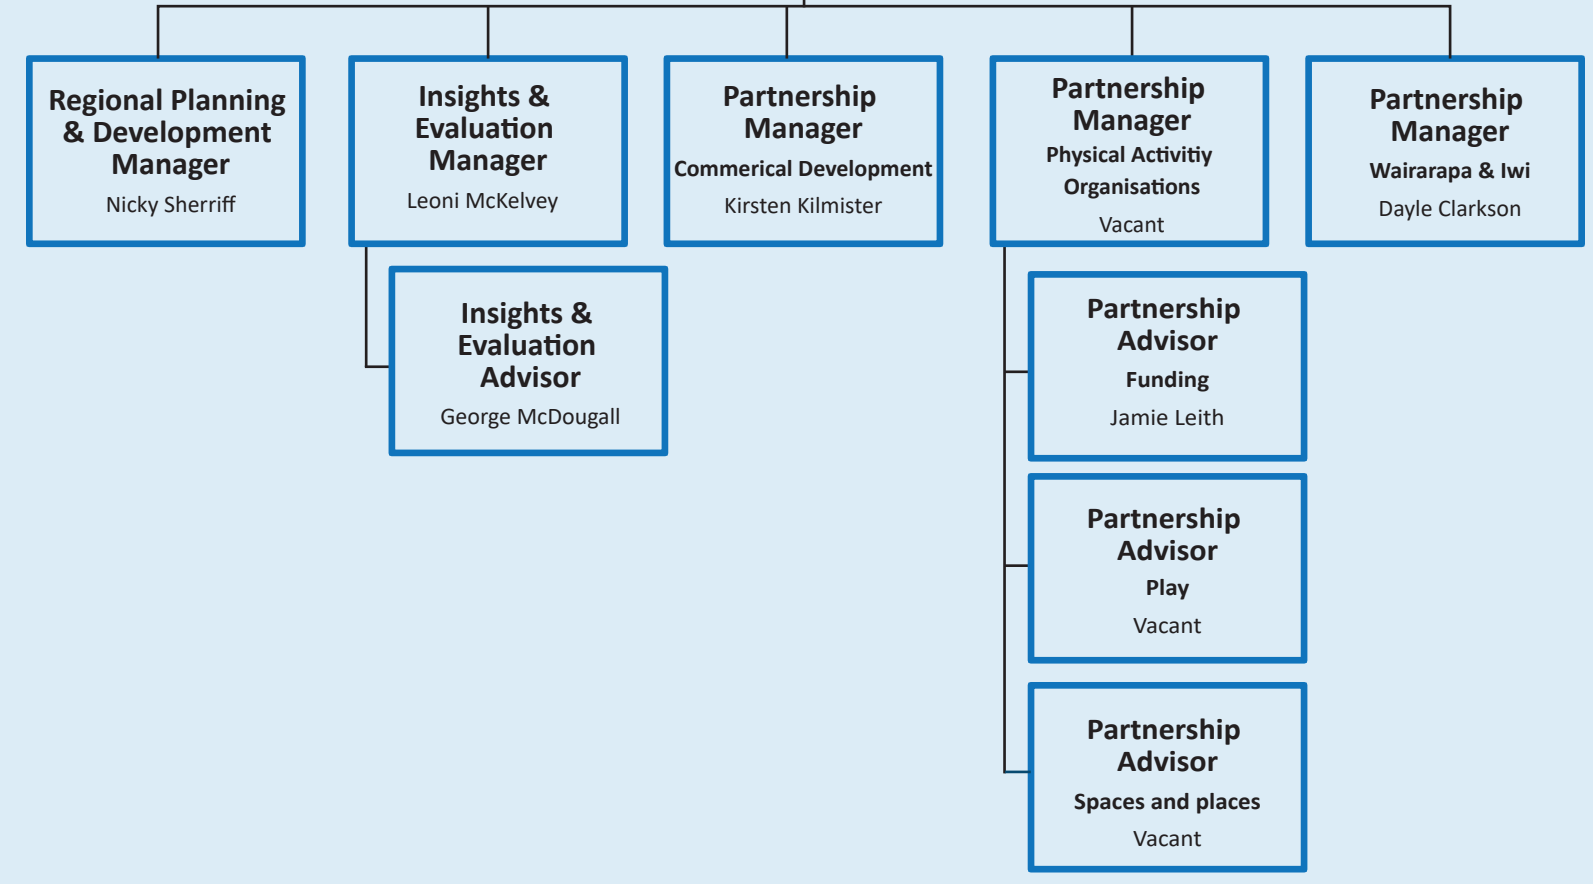 Regional Planning
& Development
Manager
Nicky Sherriff
Insights &
Evaluation
Manager
Leoni McKelvey
Partnership
Manager
Commerical Development
Kirsten Kilmister
Partnership
Manager
Physical Activitiy
Organisations
Vacant
Partnership
Manager
Wairarapa & Iwi
Dayle Clarkson
Insights &
Evaluation
Advisor
George McDougall
Partnership
Advisor
Funding
Jamie Leith
Partnership
Advisor
Play
Vacant
Partnership
Advisor
Spaces and places
Vacant